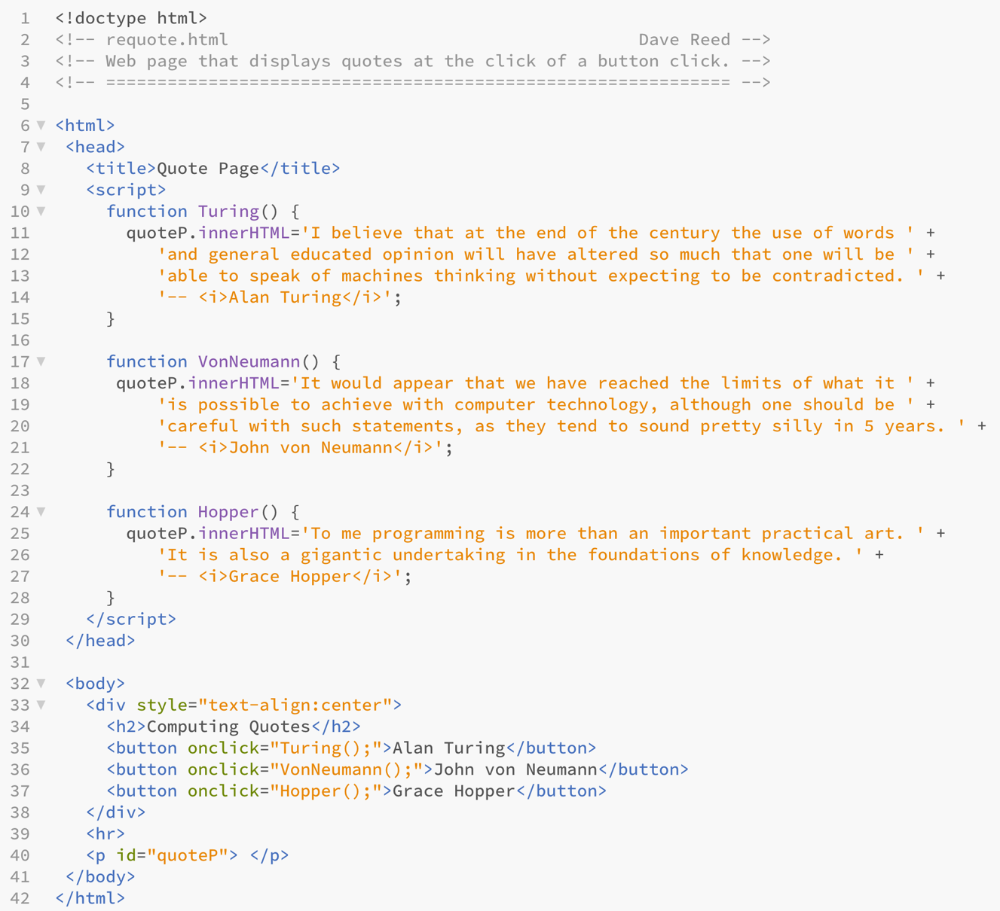 1 <!doctype html>
2 <!-- requote.html                                        Dave Reed -->
3 <!-- Web page that displays quotes at the click of a button click. -->
4 <!-- ============================================================= -->
5
6 <html>
7  <head>
8    <title>Quote Page</title>
9    <script>
10      function Turing() {
11        quoteP.innerHTML='I believe that at the end of the century the use of words ' +
12           'and general educated opinion will have altered so much that one will be ' +
13           'able to speak of machines thinking without expecting to be contradicted. ' +
14           '-- <i>Alan Turing</i>';
15      }
16
17      function VonNeumann() {
18       quoteP.innerHTML='It would appear that we have reached the limits of what it ' +
19           'is possible to achieve with computer technology, although one should be ' +
20           'careful with such statements, as they tend to sound pretty silly in 5 years. ' +
21           '-- <i>John von Neumann</i>';
22      }
23
24      function Hopper() {
25        quoteP.innerHTML='To me programming is more than an important practical art. ' +
26           'It is also a gigantic undertaking in the foundations of knowledge. ' +
27           '-- <i>Grace Hopper</i>';
28      }
29    </script>
30  </head>
31
32  <body>
33    <div style="text-align:center">
34      <h2>Computing Quotes</h2>
35      <button onclick="Turing();">Alan Turing</button>
36      <button onclick="VonNeumann();">John von Neumann</button>
37      <button onclick="Hopper();">Grace Hopper</button>
38    </div>
39    <hr>
40    <p id="quoteP"> </p>
41  </body>
42 </html>